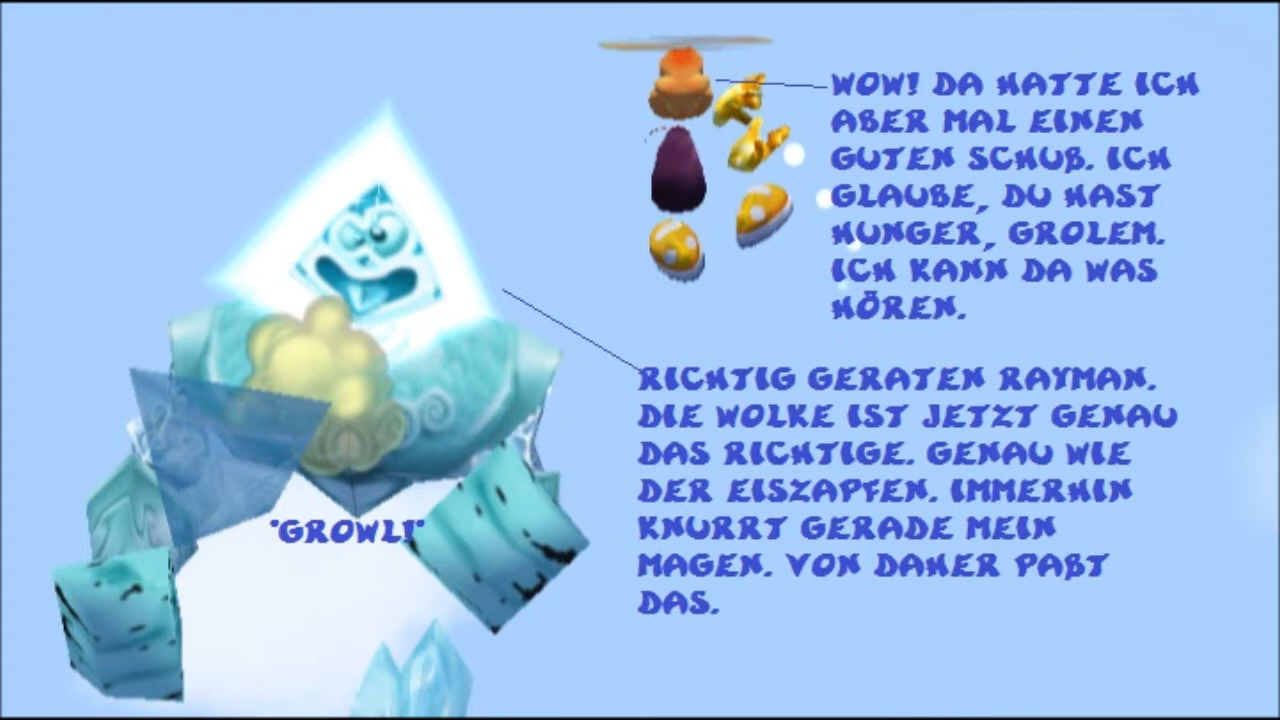 WOW! DA HATTE ICH
ABER MAL EINEN
GUTEN SCHUß. ICH
GLAUBE, DU HAST
HUNGER, GROLEM.
ICH KANN DA WAS
HÖREN.
RICHTIG GERATEN RAYMAN.
DIE WOLKE IST JETZT GENAU
DAS RICHTIGE. GENAU WIE
DER EISZAPFEN. IMMERHIN
KNURRT GERADE MEIN
MAGEN. VON DAHER PAßT
DAS.
"GROWL!"